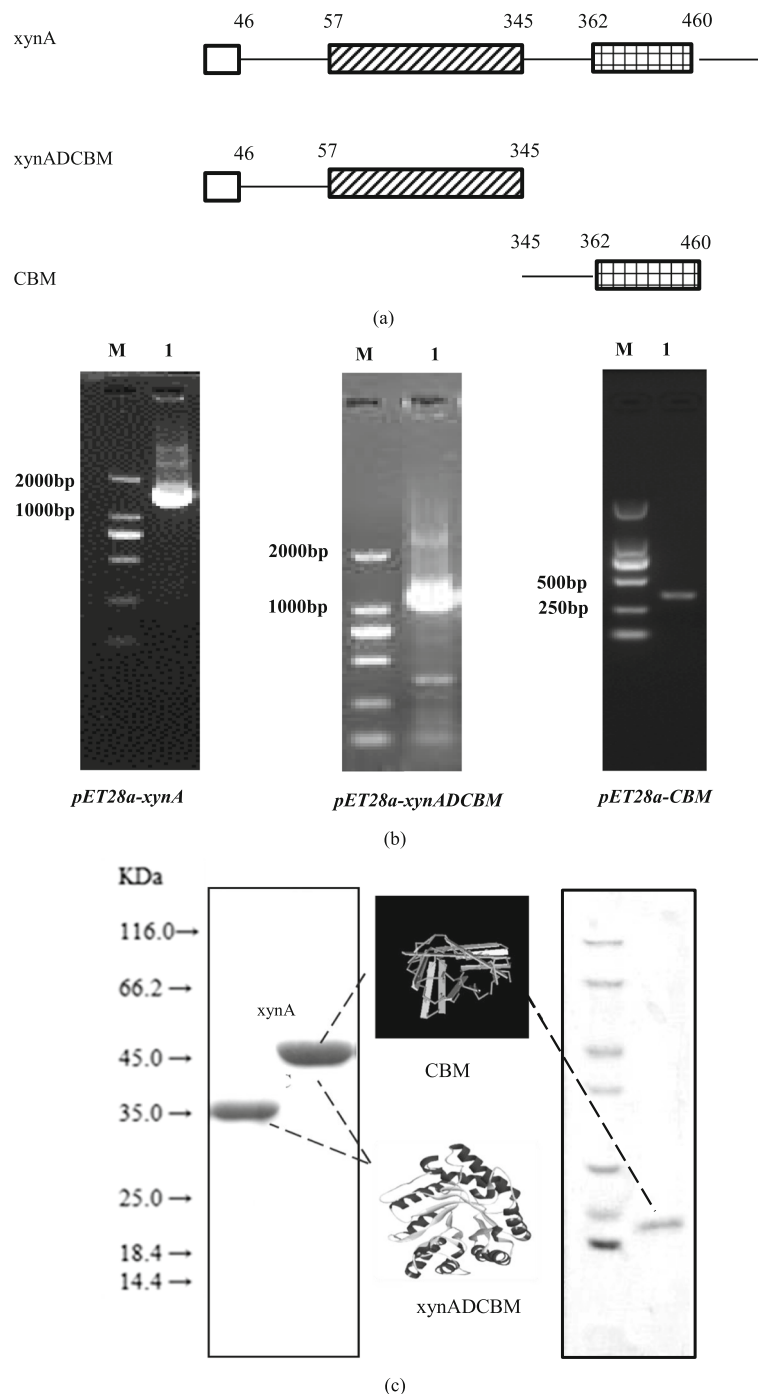 46 57 345 362 460
xynA
46 57 345
xynADCBM
345 362 460
CBM
(a)
M 1
M 1
M 1
2000bp
1000bp
2000bp
1000bp
500bp
250bp
pET28a-xynA
pET28a-xynADCBM
pET28a-CBM
(b)
KDa
116.0
66.2
45.0
35.0
25.0
18.4
14.4
xynA
CBM
xynADCBM
(c)